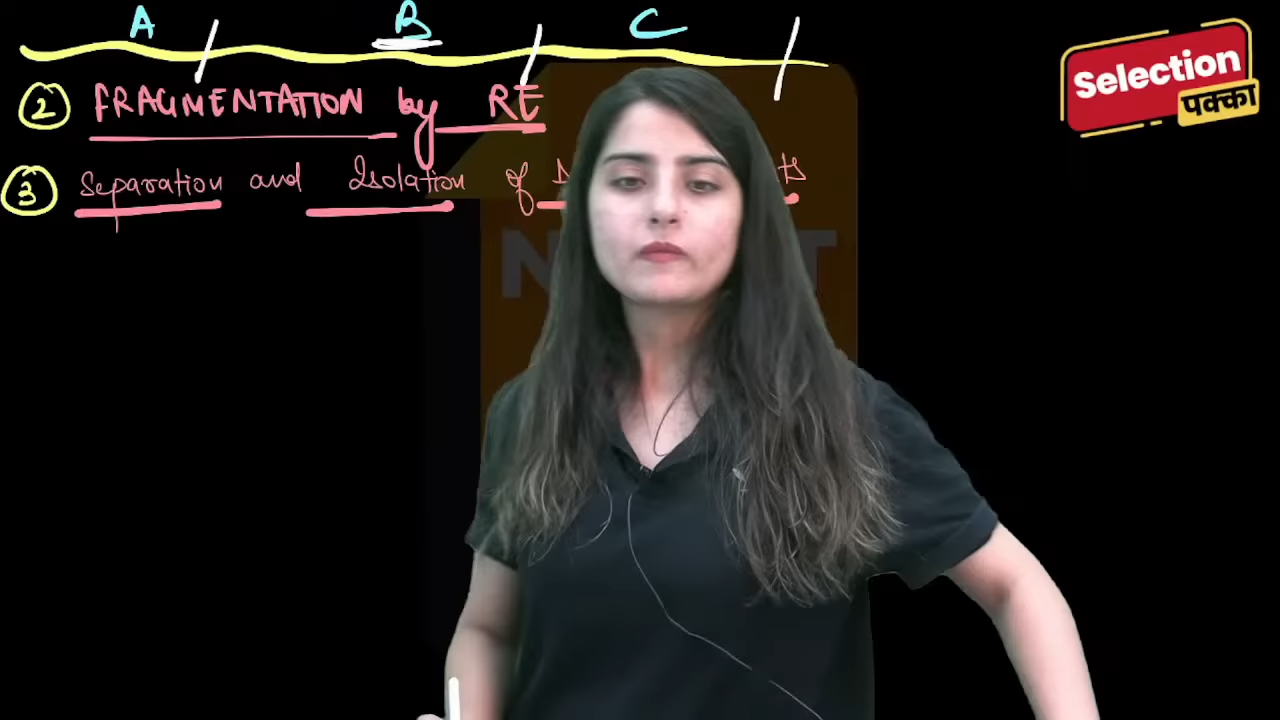 A B C
② FRAGMENTATION by RE
③ Separation and Isolation of
Selection
पक्का